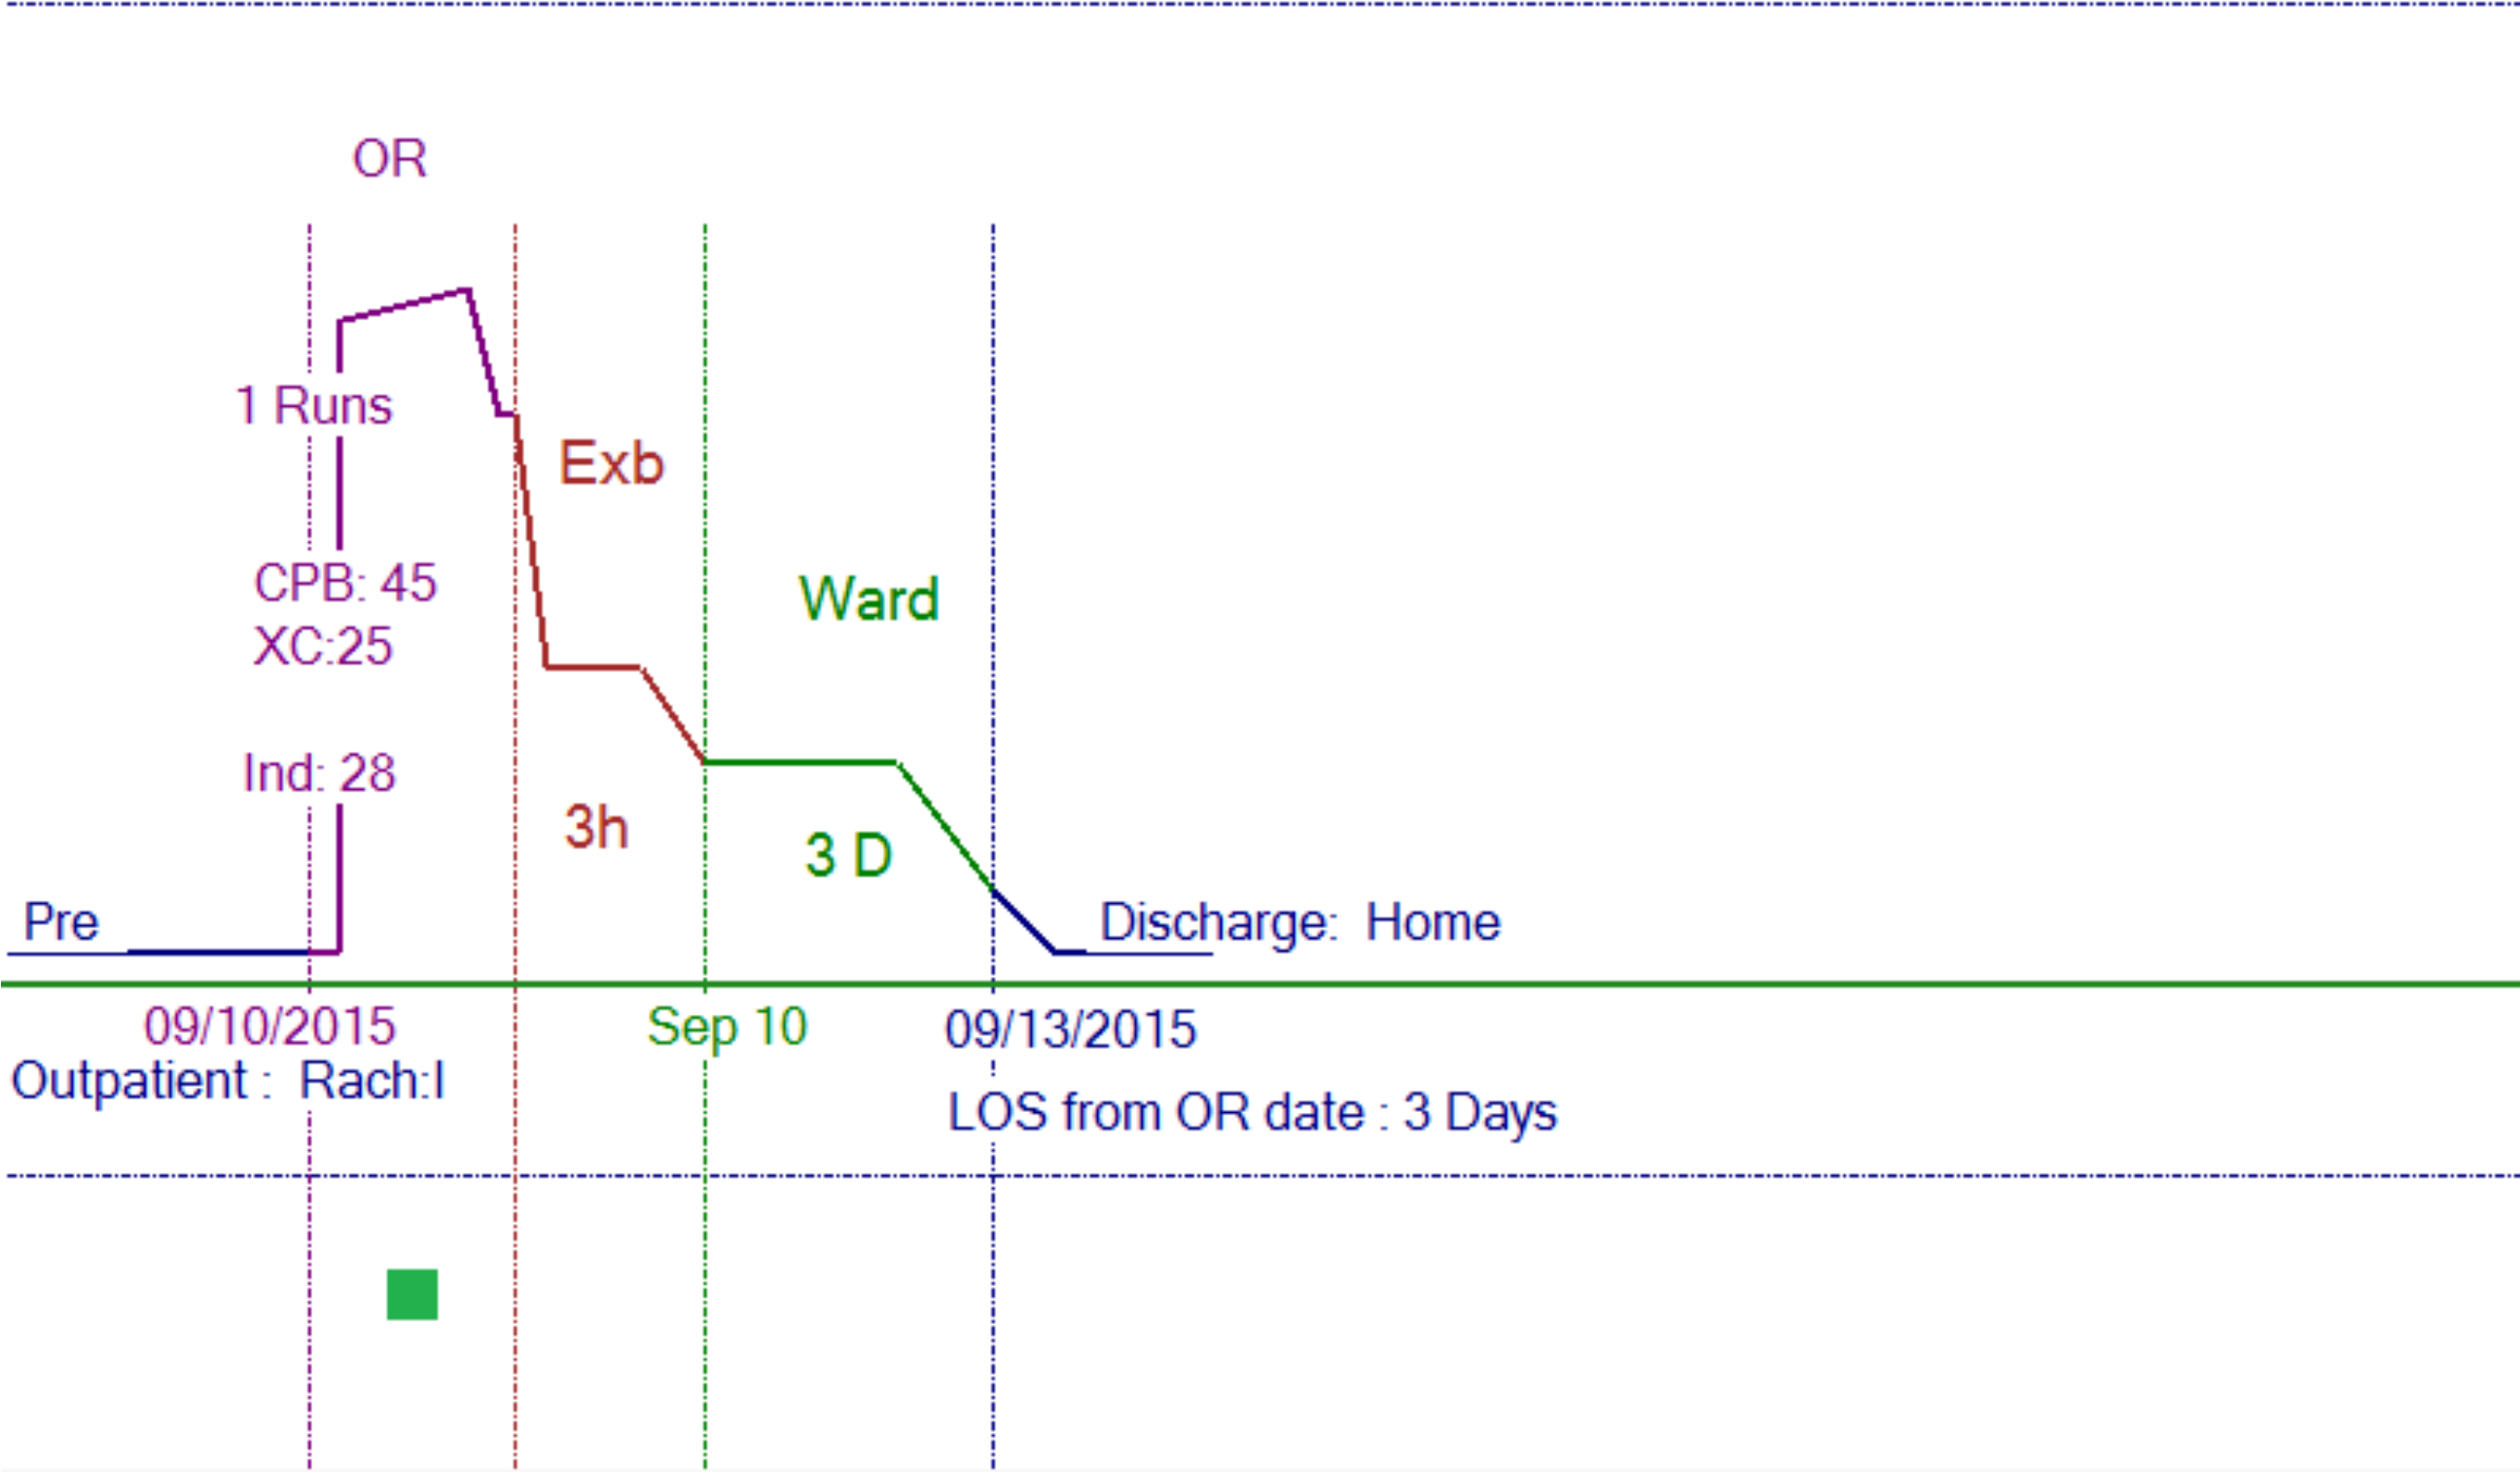 OR
1 Runs
Exb
CPB: 45
Ward
XC:25
Ind: 28
3h
3 D
Pre
Discharge: Home
09/10/2015
Sep 10
09/13/2015
Outpatient : Rach:I
LOS from OR date : 3 Days